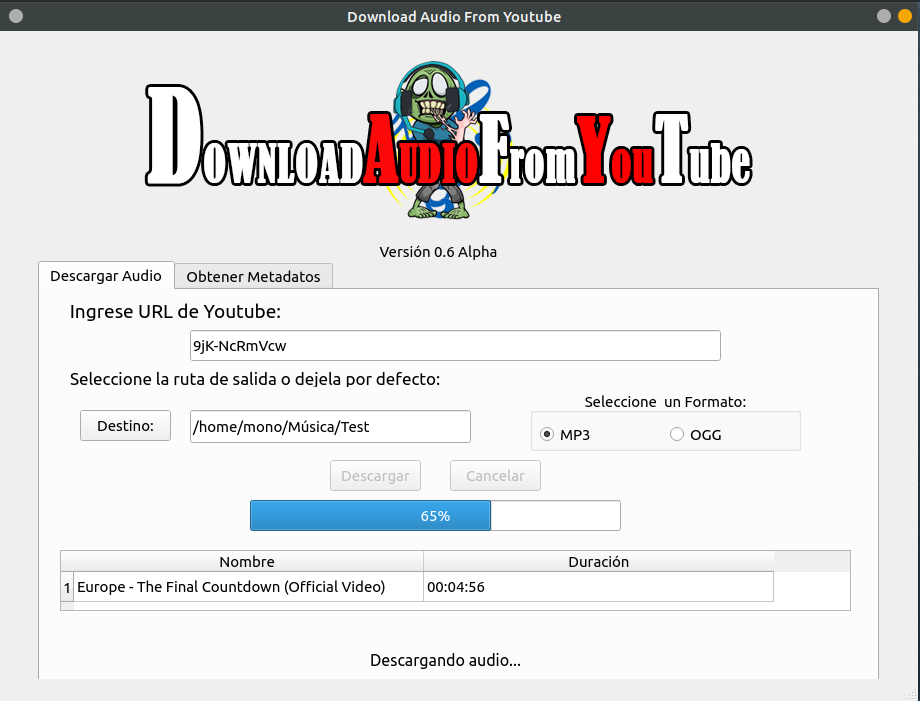 Download Audio From Youtube
DownloadAudioFromYouTube
Versión 0.6 Alpha
Descargar Audio Obtener Metadatos
Ingrese URL de Youtube:
9jK-NcRmVcw
Seleccione la ruta de salida o dejela por defecto:
Seleccione un Formato:
Destino: /home/mono/Música/Test MP3 OGG
Descargar Cancelar
65%
Nombre Duración
1 Europe - The Final Countdown (Official Video) 00:04:56
Descargando audio...